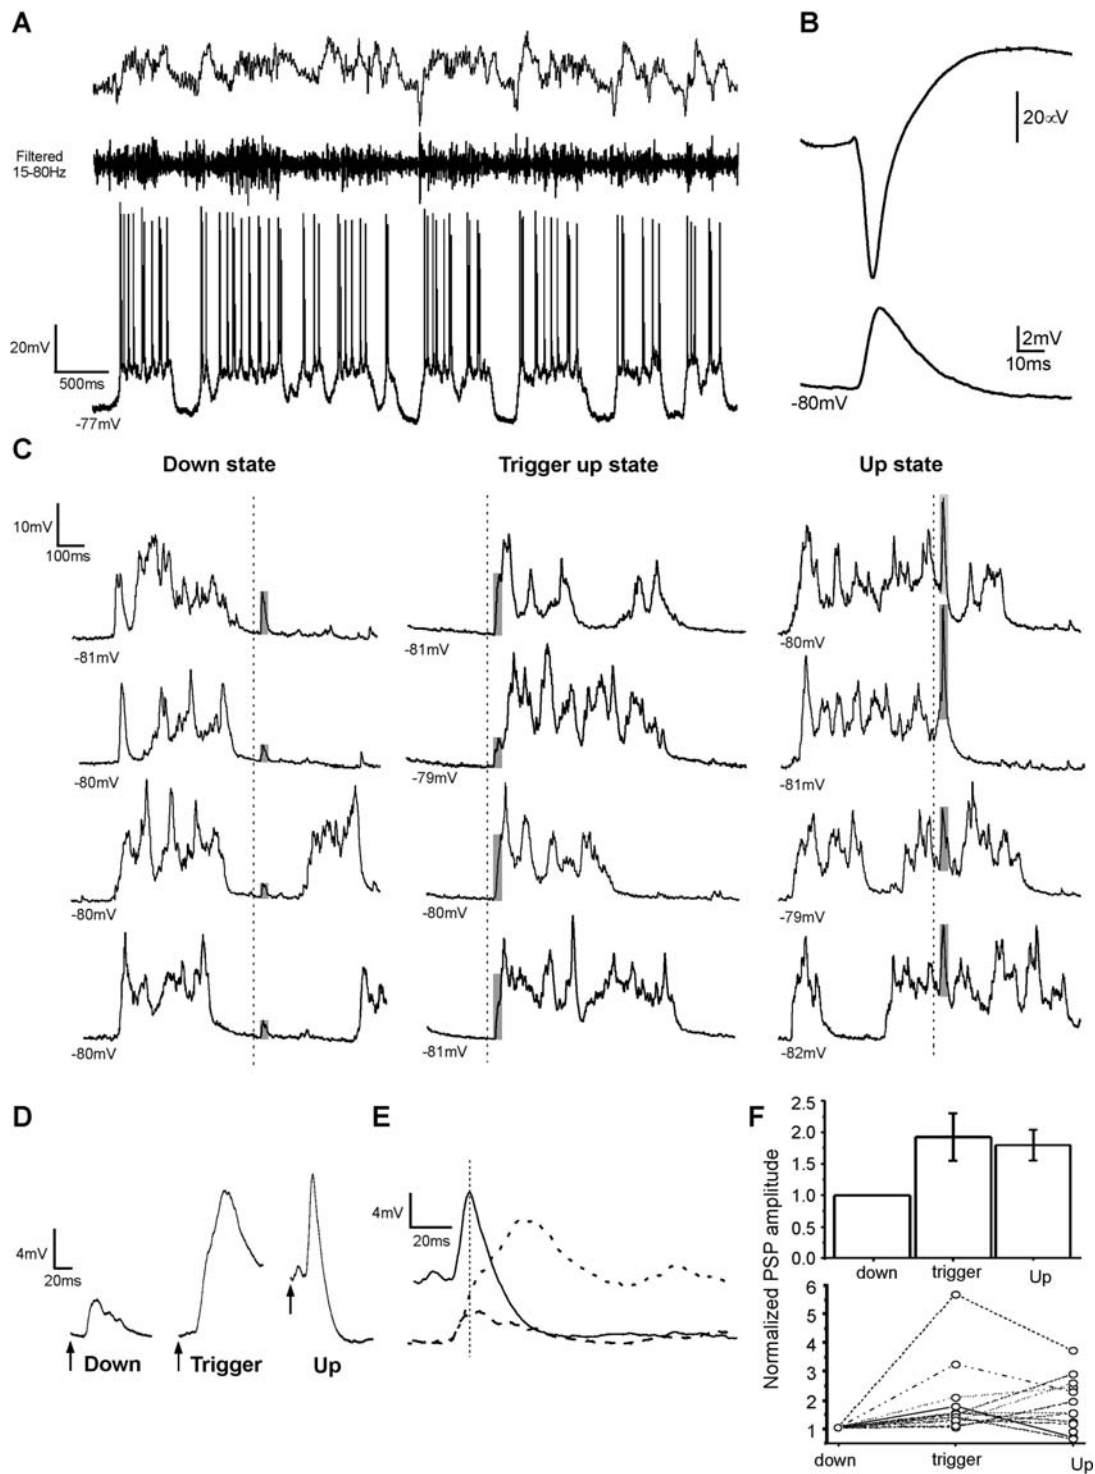 A
B
Filtered
15-80Hz
20∝V
20mV
500ms
-77mV
2mV
10ms
-80mV
C
Down state
Trigger up state
Up state
10mV
100ms
-81mV
-81mV
-80mV
-80mV
-79mV
-81mV
-80mV
-80mV
-79mV
-80mV
-81mV
-82mV
D
E
F
4mV
20ms
Down
Trigger
Up
4mV
20ms
Normalized PSP amplitude
2.5
2.0
1.5
1.0
0.5
0.0
down
trigger
Up
6
5
4
3
2
1
down
trigger
Up